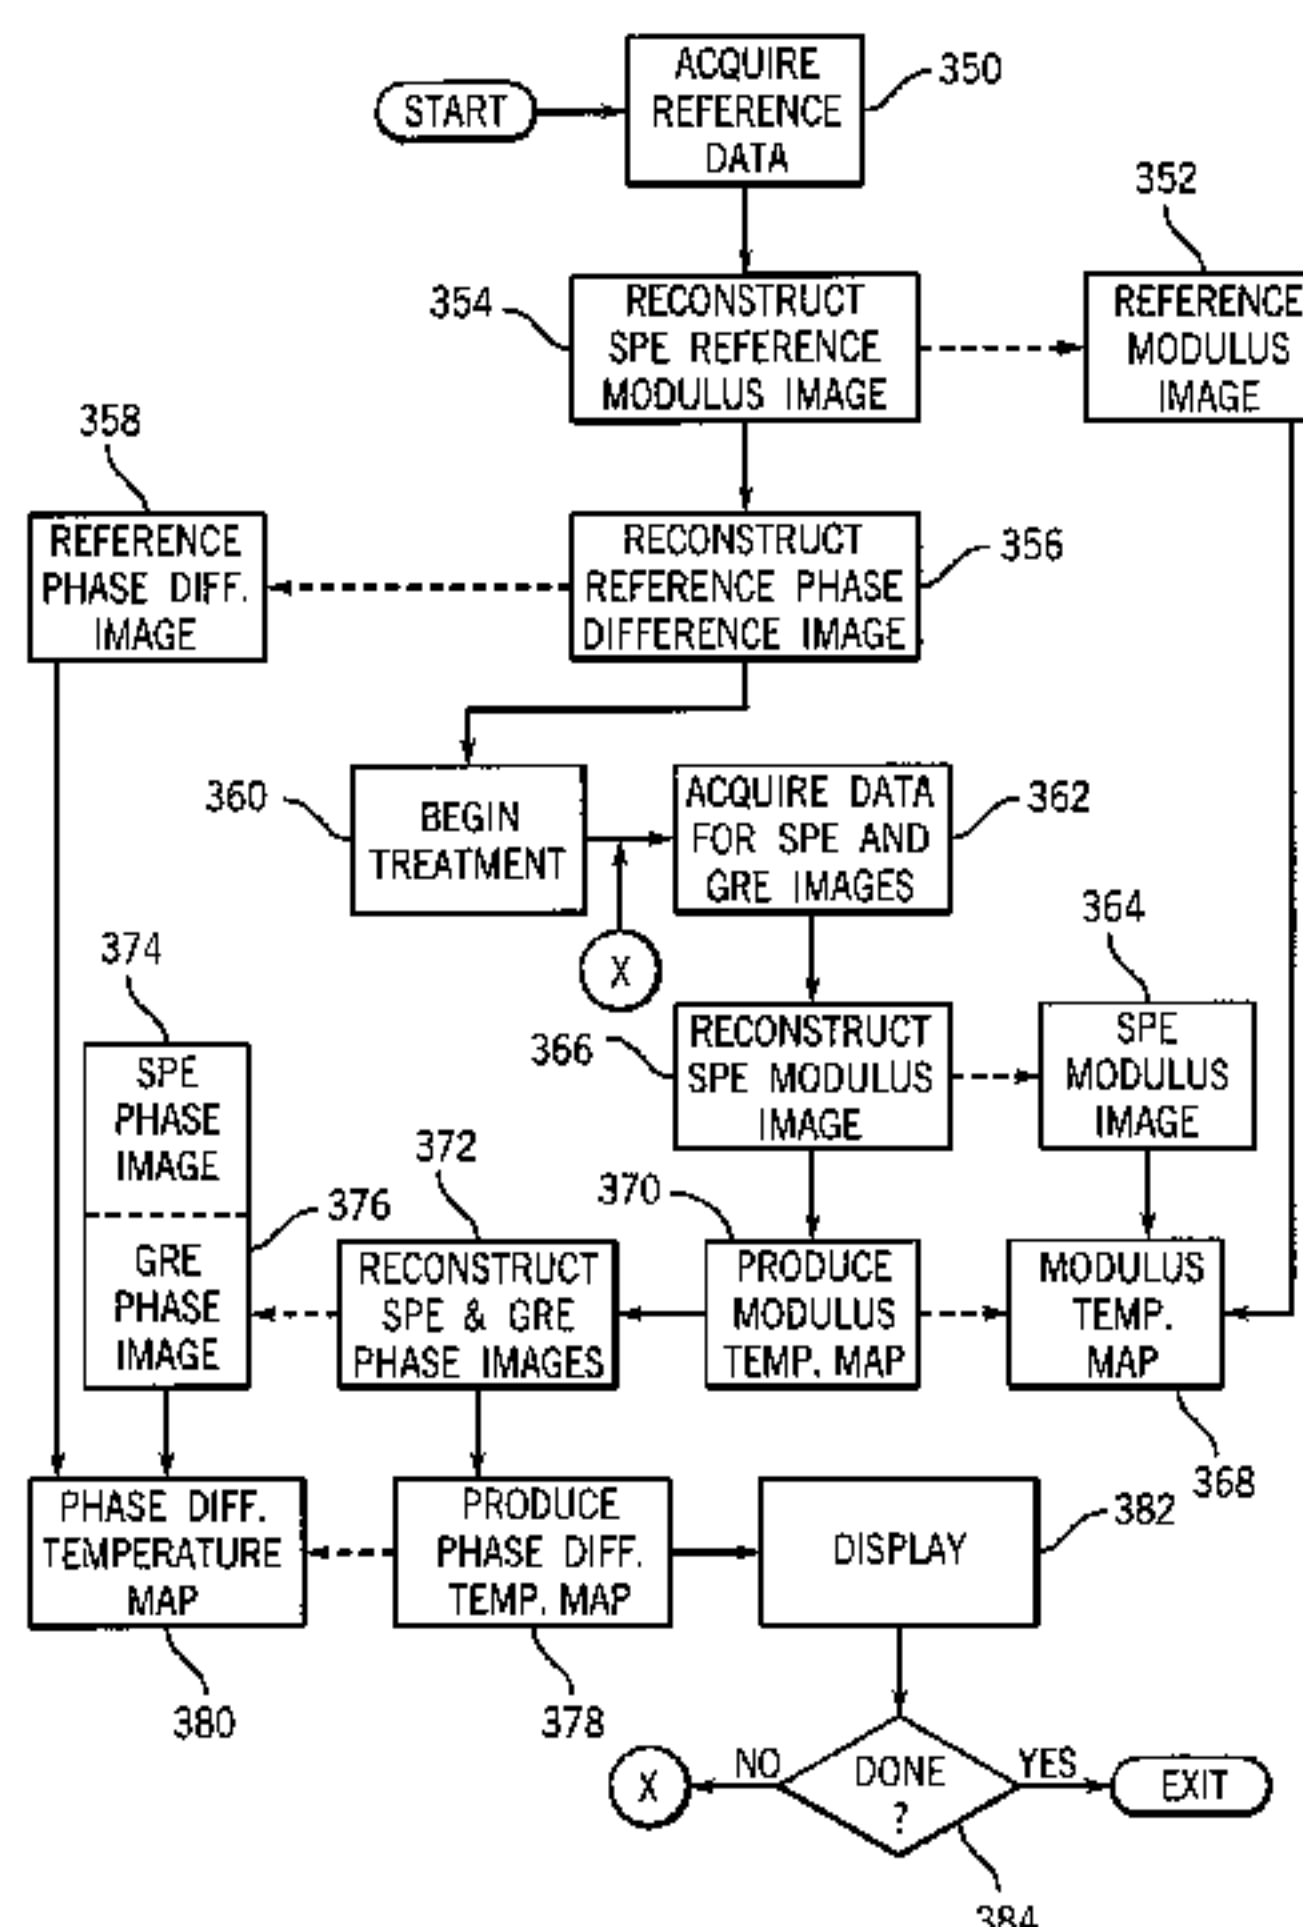 START
ACQUIRE
REFERENCE
DATA
350
352
354
RECONSTRUCT
SPE REFERENCE
MODULUS IMAGE
REFERENCE
MODULUS
IMAGE
358
REFERENCE
PHASE DIFF.
IMAGE
RECONSTRUCT
REFERENCE PHASE
DIFFERENCE IMAGE
356
360
BEGIN
TREATMENT
ACQUIRE DATA
FOR SPE AND
GRE IMAGES
362
X
364
374
366
RECONSTRUCT
SPE MODULUS
IMAGE
SPE
MODULUS
IMAGE
SPE
PHASE
IMAGE
376
GRE
PHASE
IMAGE
372
RECONSTRUCT
SPE & GRE
PHASE IMAGES
370
PRODUCE
MODULUS
TEMP. MAP
MODULUS
TEMP.
MAP
368
PHASE DIFF.
TEMPERATURE
MAP
380
PRODUCE
PHASE DIFF.
TEMP. MAP
378
DISPLAY
382
X
NO
DONE
?
YES
EXIT
384